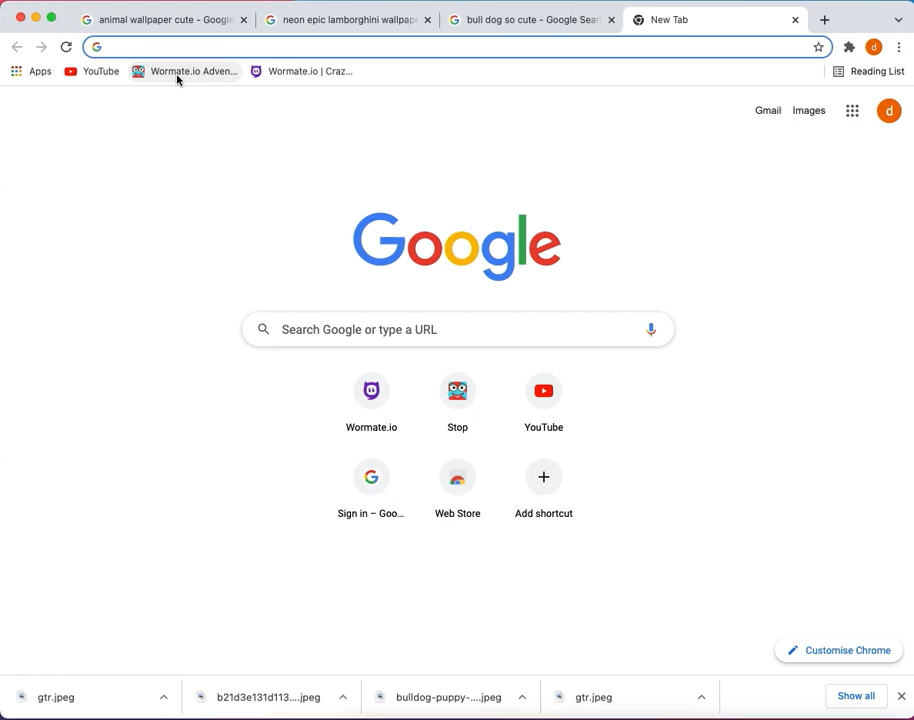 animal wallpaper cute - Google
neon epic lamborghini wallpape
bull dog so cute - Google Sear
New Tab
Apps
YouTube
Wormate.io Adven...
Wormate.io | Craz...
Reading List
d
Gmail
Images
d
Google
Search Google or type a URL
Wormate.io
Stop
YouTube
Sign in – Goo...
Web Store
Add shortcut
Customise Chrome
gtr.jpeg
b21d3e131d113....jpeg
bulldog-puppy-....jpeg
gtr.jpeg
Show all